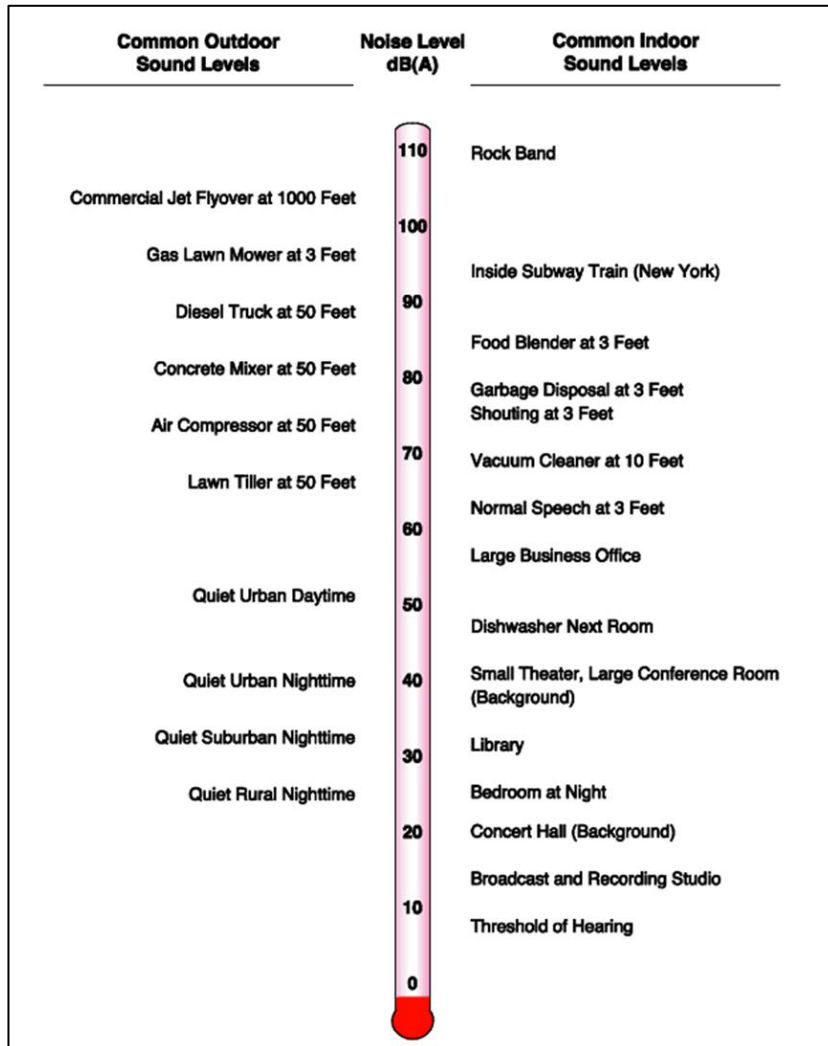 Common Outdoor
Sound Levels
Noise Level
dB(A)
Common Indoor
Sound Levels
110
Rock Band
Commercial Jet Flyover at 1000 Feet
100
Gas Lawn Mower at 3 Feet
Inside Subway Train (New York)
90
Diesel Truck at 50 Feet
Food Blender at 3 Feet
Concrete Mixer at 50 Feet
80
Garbage Disposal at 3 Feet
Shouting at 3 Feet
Air Compressor at 50 Feet
70
Vacuum Cleaner at 10 Feet
Lawn Tiller at 50 Feet
Normal Speech at 3 Feet
60
Large Business Office
Quiet Urban Daytime
50
Dishwasher Next Room
Quiet Urban Nighttime
40
Small Theater, Large Conference Room
(Background)
Quiet Suburban Nighttime
Library
30
Quiet Rural Nighttime
Bedroom at Night
20
Concert Hall (Background)
Broadcast and Recording Studio
10
Threshold of Hearing
0